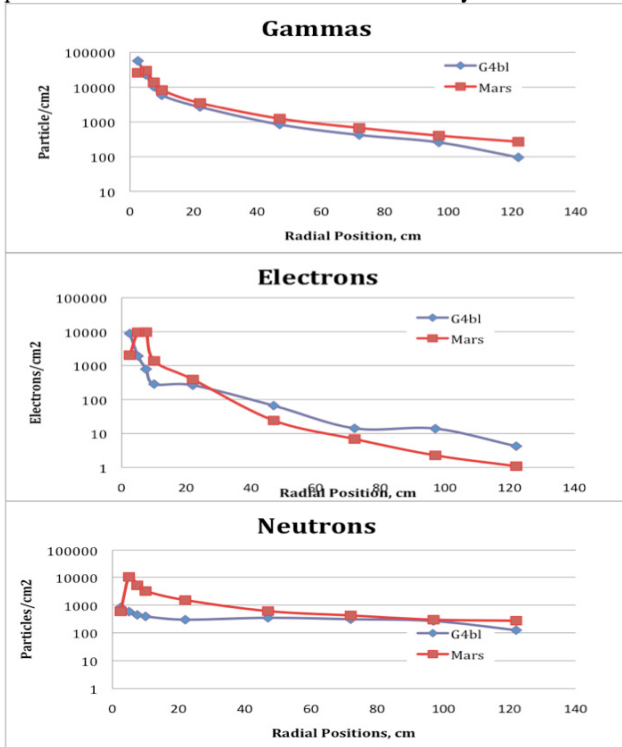 Gammas
100000
10000
1000
100
10
Particle/cm2
G4bl
Mars
0 20 40 60 80 100 120 140
Radial Position, cm
Electrons
100000
10000
1000
100
10
1
Electrons/cm2
G4bl
Mars
0 20 40 60 80 100 120 140
Radial Position, cm
Neutrons
100000
10000
1000
100
10
1
Particles/cm2
G4bl
Mars
0 20 40 60 80 100 120 140
Radial Positions, cm